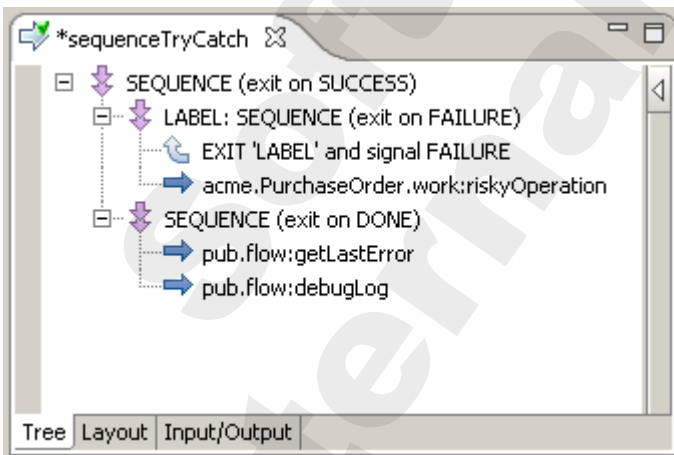 *sequenceTryCatch
SEQUENCE (exit on SUCCESS)
LABEL: SEQUENCE (exit on FAILURE)
EXIT 'LABEL' and signal FAILURE
acme.PurchaseOrder.work:riskyOperation
SEQUENCE (exit on DONE)
pub.flow:getLastError
pub.flow:debugLog
Tree Layout Input/Output